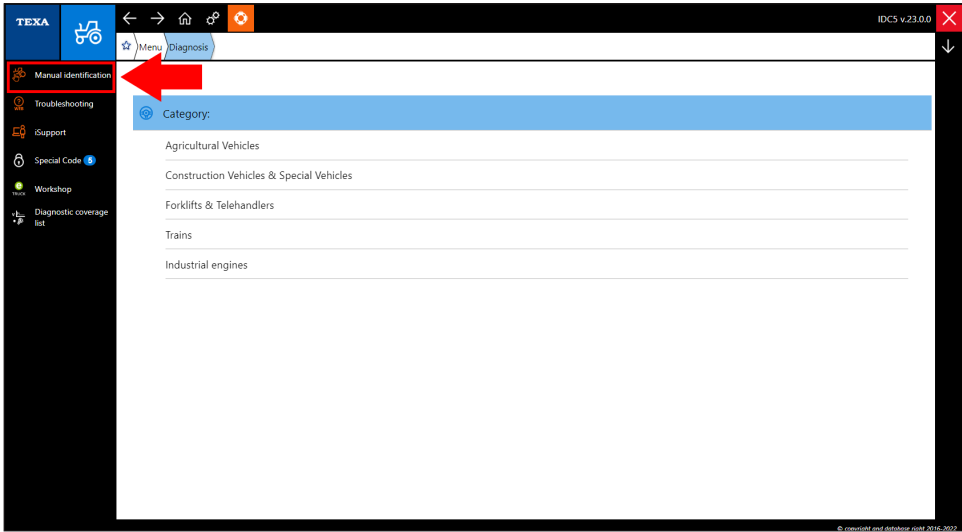 TEXA
IDC5 v.23.0.0
Menu
Diagnosis
Manual identification
Troubleshooting
iSupport
Special Code 5
TRUCK
Workshop
Diagnostic coverage
list
Category:
Agricultural Vehicles
Construction Vehicles & Special Vehicles
Forklifts & Telehandlers
Trains
Industrial engines
© copyright and database right 2016-2022